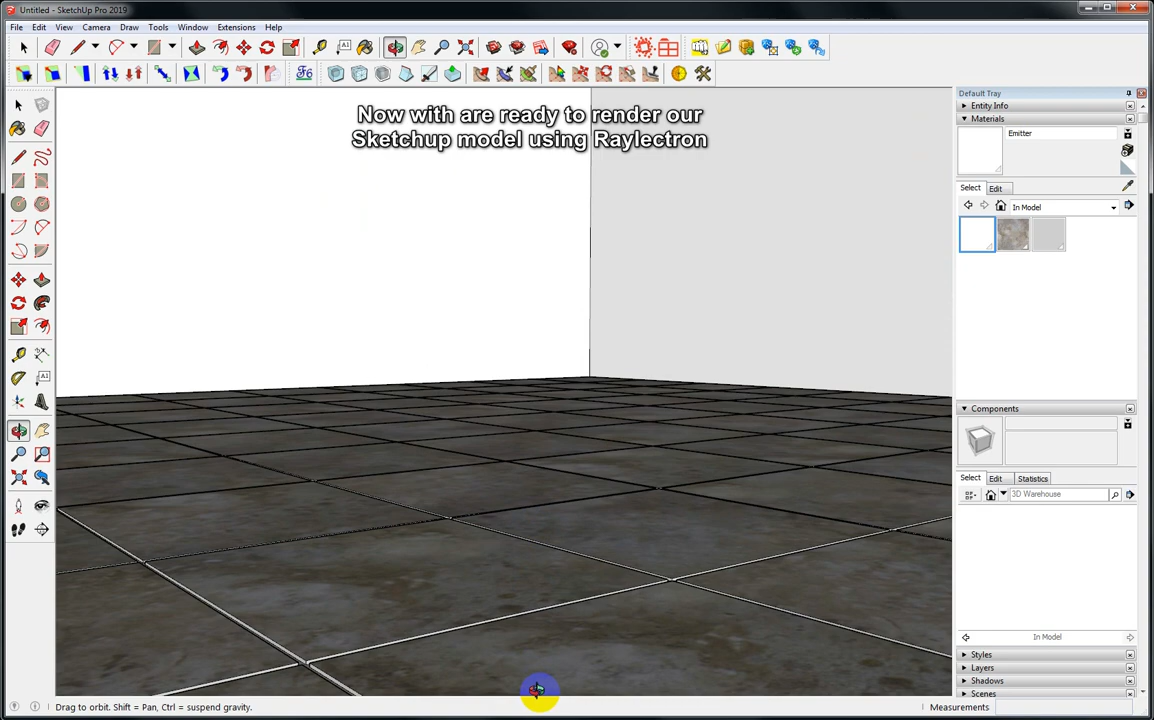 Untitled - SketchUp Pro 2019
File Edit View Camera Draw Tools Window Extensions Help
Now with are ready to render our
Sketchup model using Raylectron
Default Tray
Entity Info
Materials
Emitter
Select Edit
In Model
Components
Select Edit Statistics
3D Warehouse
In Model
Styles
Layers
Shadows
Scenes
Drag to orbit. Shift = Pan, Ctrl = suspend gravity.
Measurements